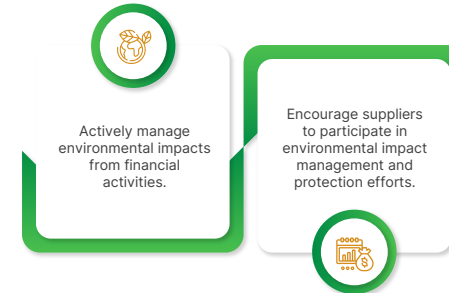 Actively manage
environmental impacts
from financial
activities.
Encourage suppliers
to participate in
environmental impact
management and
protection efforts.